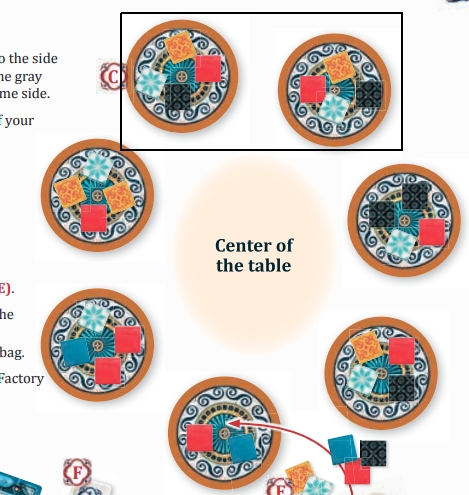 o the side
ne gray
me side.
f your
C
Center of
the table
E).
he
bag.
Factory
F
E